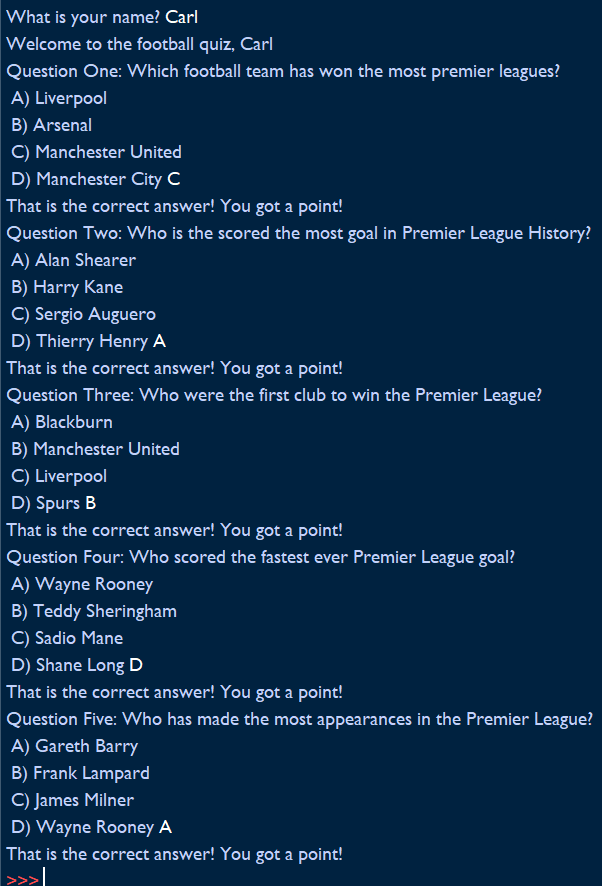 What is your name? Carl
Welcome to the football quiz, Carl
Question One: Which football team has won the most premier leagues?
A) Liverpool
B) Arsenal
C) Manchester United
D) Manchester City C
That is the correct answer! You got a point!
Question Two: Who is the scored the most goal in Premier League History?
A) Alan Shearer
B) Harry Kane
C) Sergio Auguero
D) Thierry Henry A
That is the correct answer! You got a point!
Question Three: Who were the first club to win the Premier League?
A) Blackburn
B) Manchester United
C) Liverpool
D) Spurs B
That is the correct answer! You got a point!
Question Four: Who scored the fastest ever Premier League goal?
A) Wayne Rooney
B) Teddy Sheringham
C) Sadio Mane
D) Shane Long D
That is the correct answer! You got a point!
Question Five: Who has made the most appearances in the Premier League?
A) Gareth Barry
B) Frank Lampard
C) James Milner
D) Wayne Rooney A
That is the correct answer! You got a point!
>>>